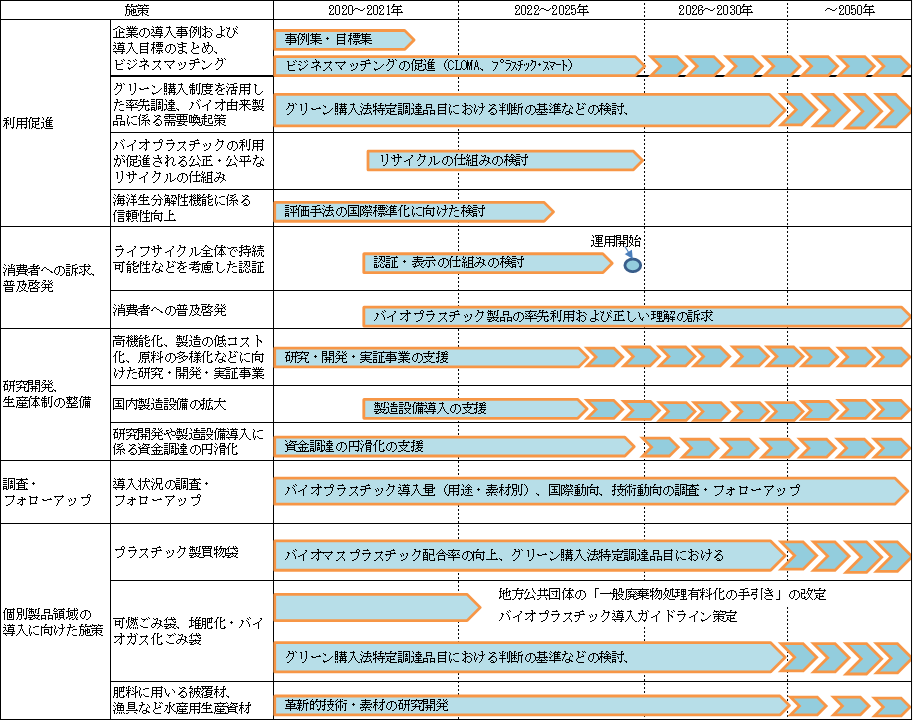 施策
2020～2021年
2022～2025年
2026～2030年
～2050年
利用促進
企業の導入事例および
導入目標のまとめ、
ビジネスマッチング
事例集・目標集
ビジネスマッチングの促進（CLOMA、ﾌﾟﾗｽﾁｯｸ･ｽﾏｰﾄ）
グリーン購入制度を活用し
た率先調達、バイオ由来製
品に係る需要喚起策
グリーン購入法特定調達品目における判断の基準などの検討、
バイオプラスチックの利用
が促進される公正・公平な
リサイクルの仕組み
リサイクルの仕組みの検討
海洋生分解性機能に係る
信頼性向上
評価手法の国際標準化に向けた検討
消費者への訴求、
普及啓発
ライフサイクル全体で持続
可能性などを考慮した認証
認証・表示の仕組みの検討
運用開始
消費者への普及啓発
バイオプラスチック製品の率先利用および正しい理解の訴求
研究開発、
生産体制の整備
高機能化、製造の低コスト
化、原料の多様化などに向
けた研究・開発・実証事業
研究・開発・実証事業の支援
国内製造設備の拡大
製造設備導入の支援
研究開発や製造設備導入に
係る資金調達の円滑化
資金調達の円滑化の支援
調査・
フォローアップ
導入状況の調査・
フォローアップ
バイオプラスチック導入量（用途・素材別）、国際動向、技術動向の調査・フォローアップ
個別製品領域の
導入に向けた施策
プラスチック製買物袋
バイオマスプラスチック配合率の向上、グリーン購入法特定調達品目における
可燃ごみ袋、堆肥化・バイ
オガス化ごみ袋
地方公共団体の「一般廃棄物処理有料化の手引き」の改定
バイオプラスチック導入ガイドライン策定
グリーン購入法特定調達品目における判断の基準などの検討、
肥料に用いる被覆材、
漁具など水産用生産資材
革新的技術・素材の研究開発